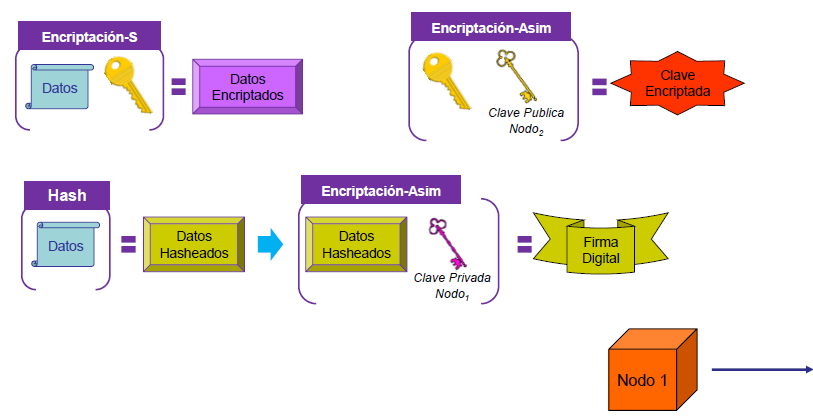 Encriptación-S
Datos
Datos
Encriptados
Encriptación-Asim
Clave Publica
Nodo2
Clave
Encriptada
Hash
Datos
Datos
Hasheados
Encriptación-Asim
Datos
Hasheados
Clave Privada
Nodo1
Firma
Digital
Nodo 1